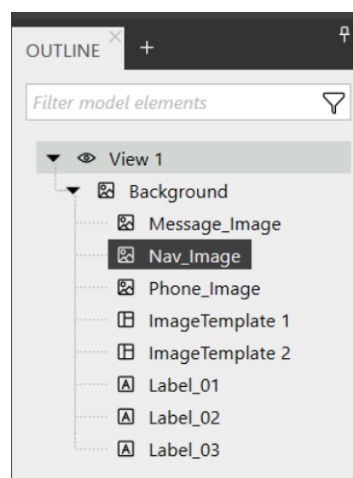 OUTLINE
Filter model elements
View 1
Background
Message_Image
Nav_Image
Phone_Image
ImageTemplate 1
ImageTemplate 2
Label_01
Label_02
Label_03